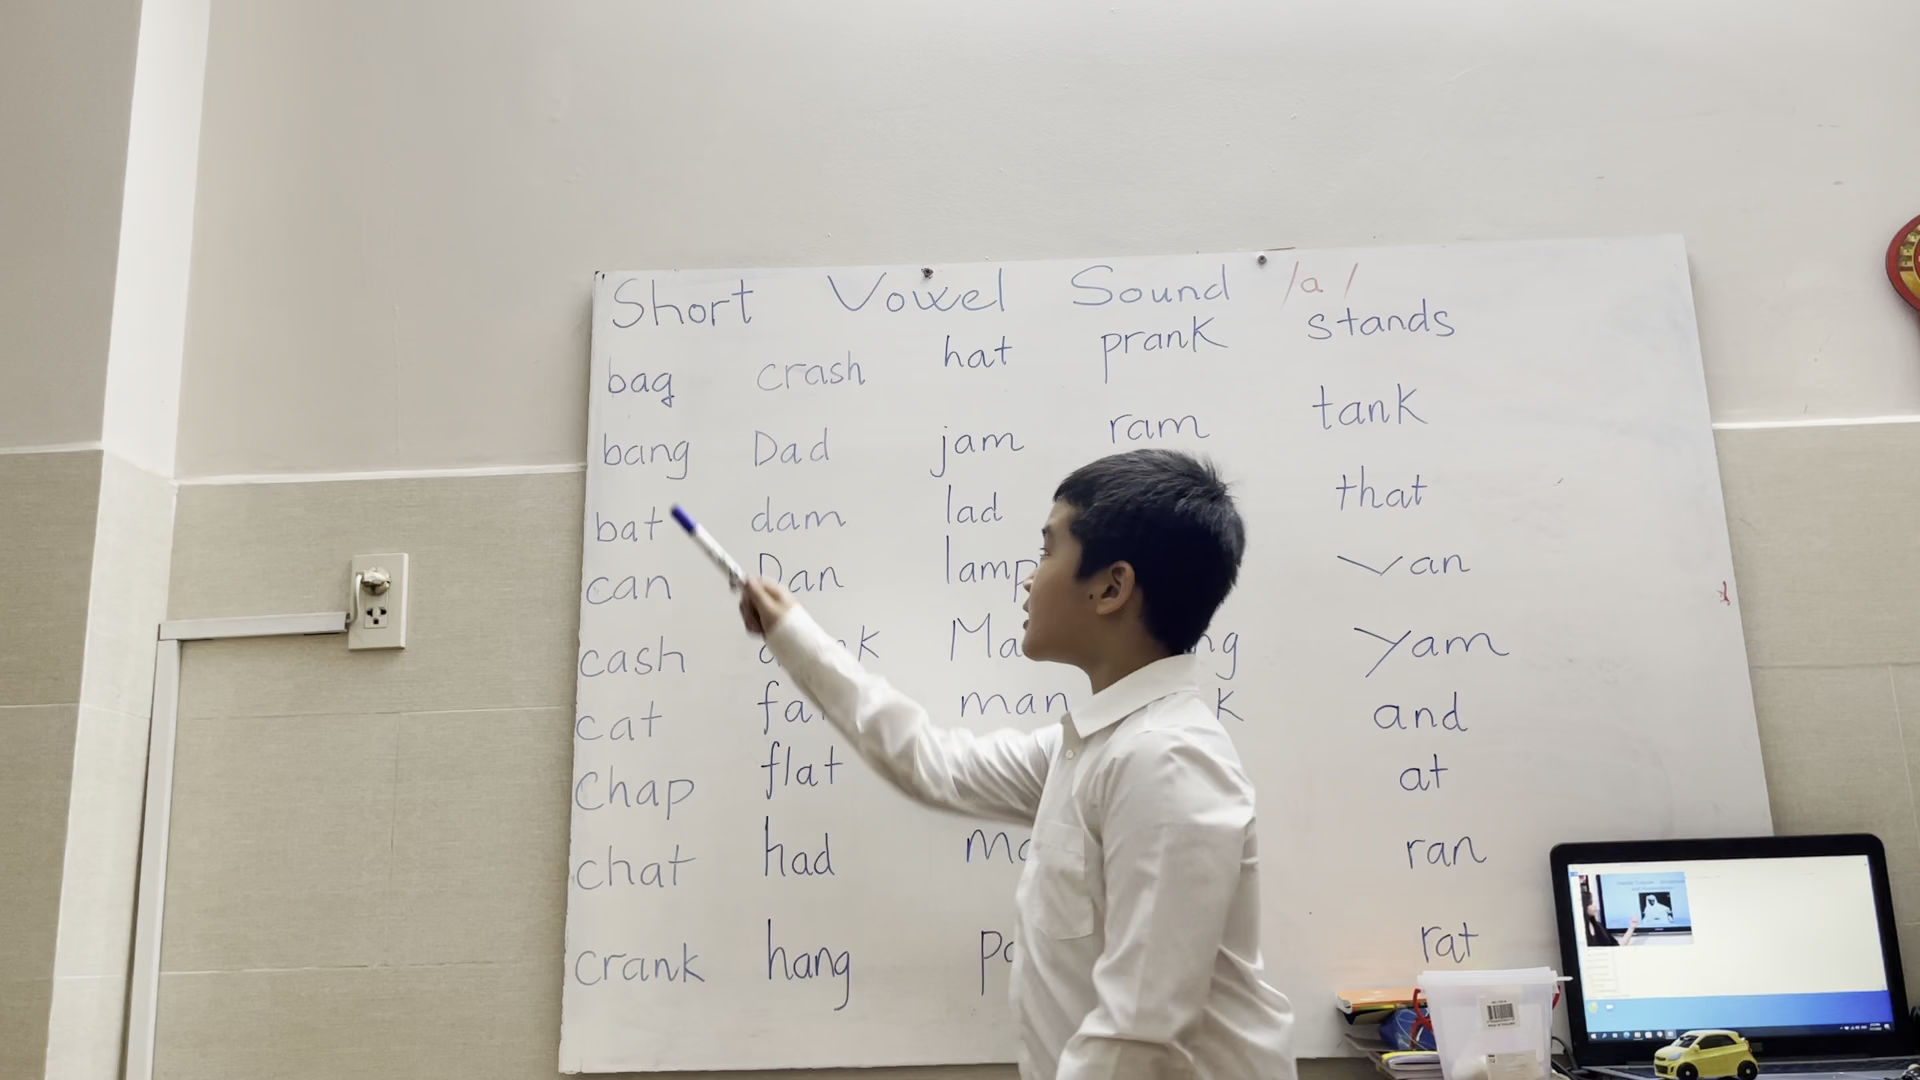 Short Vowel Sound /a/
bag crash hat prank stands
bang Dad jam ram tank
bat dam lad that
can Dan lamp van
cash yam
cat man and
Chap flat at
chat had ran
crank hang rat